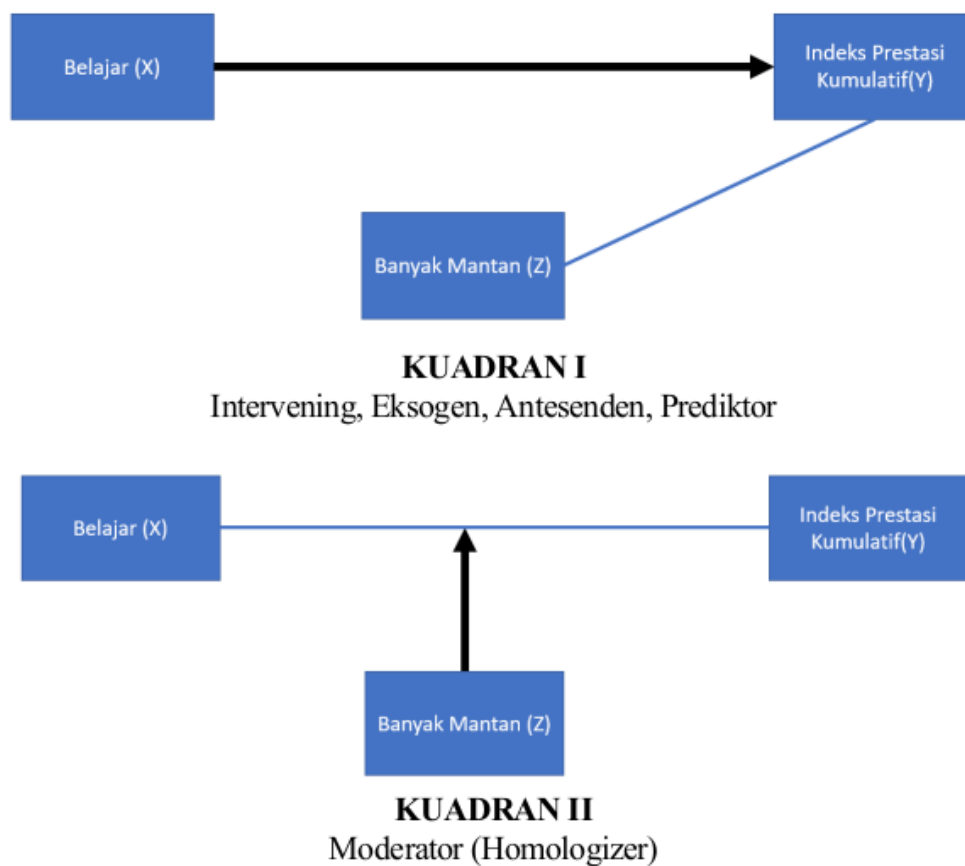 Belajar (X)
Indeks Prestasi
Kumulatif(Y)
Banyak Mantan (Z)
KUADRAN I
Intervening, Eksogen, Antesenden, Prediktor
Belajar (X)
Indeks Prestasi
Kumulatif(Y)
Banyak Mantan (Z)
KUADRAN II
Moderator (Homologizer)